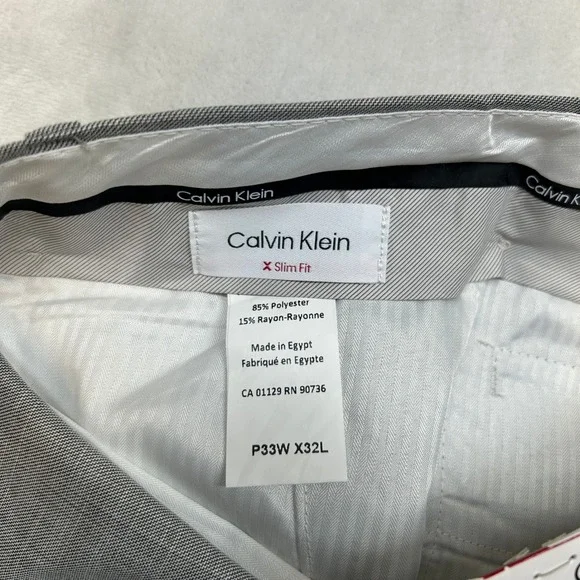 Calvin Klein
Calvin Klein
Calvin Klein
X Slim Fit
85% Polyester
15% Rayon-Rayonne
Made in Egypt
Fabriqué en Egypte
CA 01129 RN 90736
P33W X32L